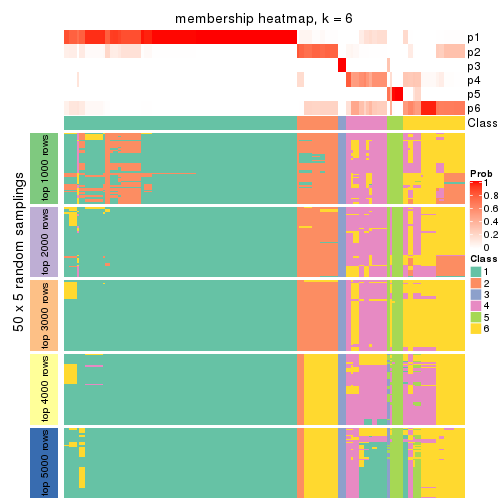 membership heatmap, k = 6
p1
p2
p3
p4
p5
p6
Class
50 x 5 random samplings
top 1000 rows
top 2000 rows
top 3000 rows
top 4000 rows
top 5000 rows
Prob
1
0.8
0.6
0.4
0.2
0
Class
1
2
3
4
5
6